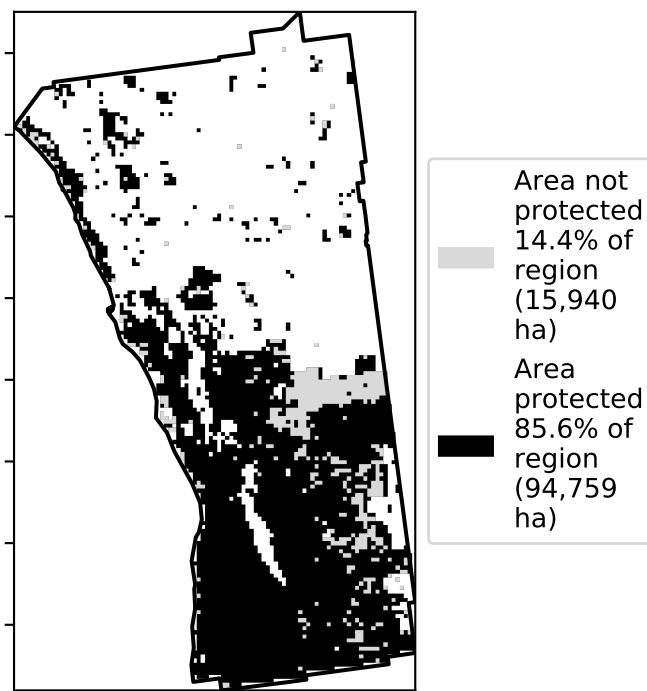 Area not
protected
14.4% of
region
(15,940
ha)
Area
protected
85.6% of
region
(94,759
ha)